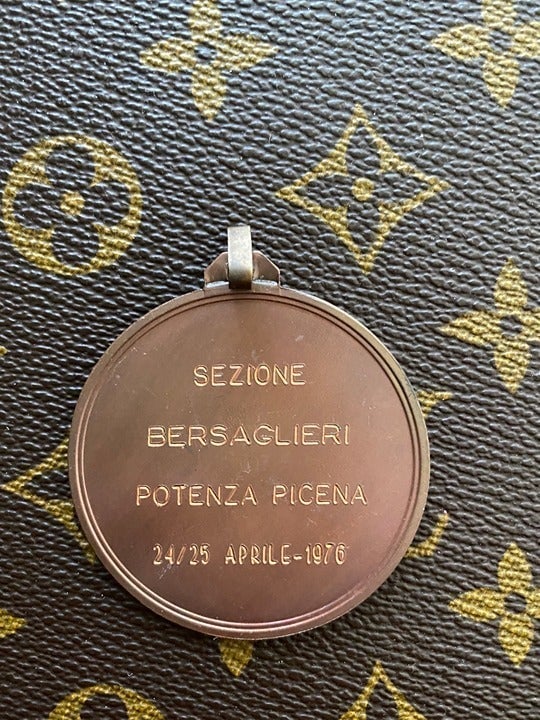 SEZIONE
BERSAGLIERI
POTENZA PICENA
24/25 APRILE-1976